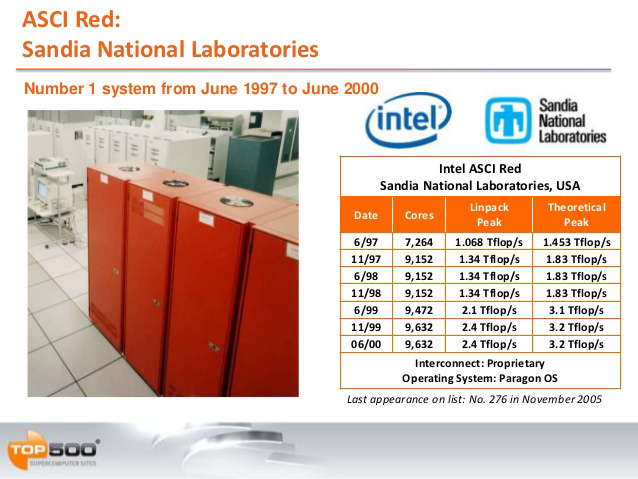 ASCI Red:
Sandia National Laboratories
Number 1 system from June 1997 to June 2000
intel
Sandia
National
Laboratories
Intel ASCI Red
Sandia National Laboratories, USA
Date Cores Linpack Peak Theoretical Peak
6/97 7,264 1.068 Tflop/s 1.453 Tflop/s
11/97 9,152 1.34 Tflop/s 1.83 Tflop/s
6/98 9,152 1.34 Tflop/s 1.83 Tflop/s
11/98 9,152 1.34 Tflop/s 1.83 Tflop/s
6/99 9,472 2.1 Tflop/s 3.1 Tflop/s
11/99 9,632 2.4 Tflop/s 3.2 Tflop/s
06/00 9,632 2.4 Tflop/s 3.2 Tflop/s
Interconnect: Proprietary
Operating System: Paragon OS
Last appearance on list: No. 276 in November 2005
TOP500®
SUPERCOMPUTER SITES